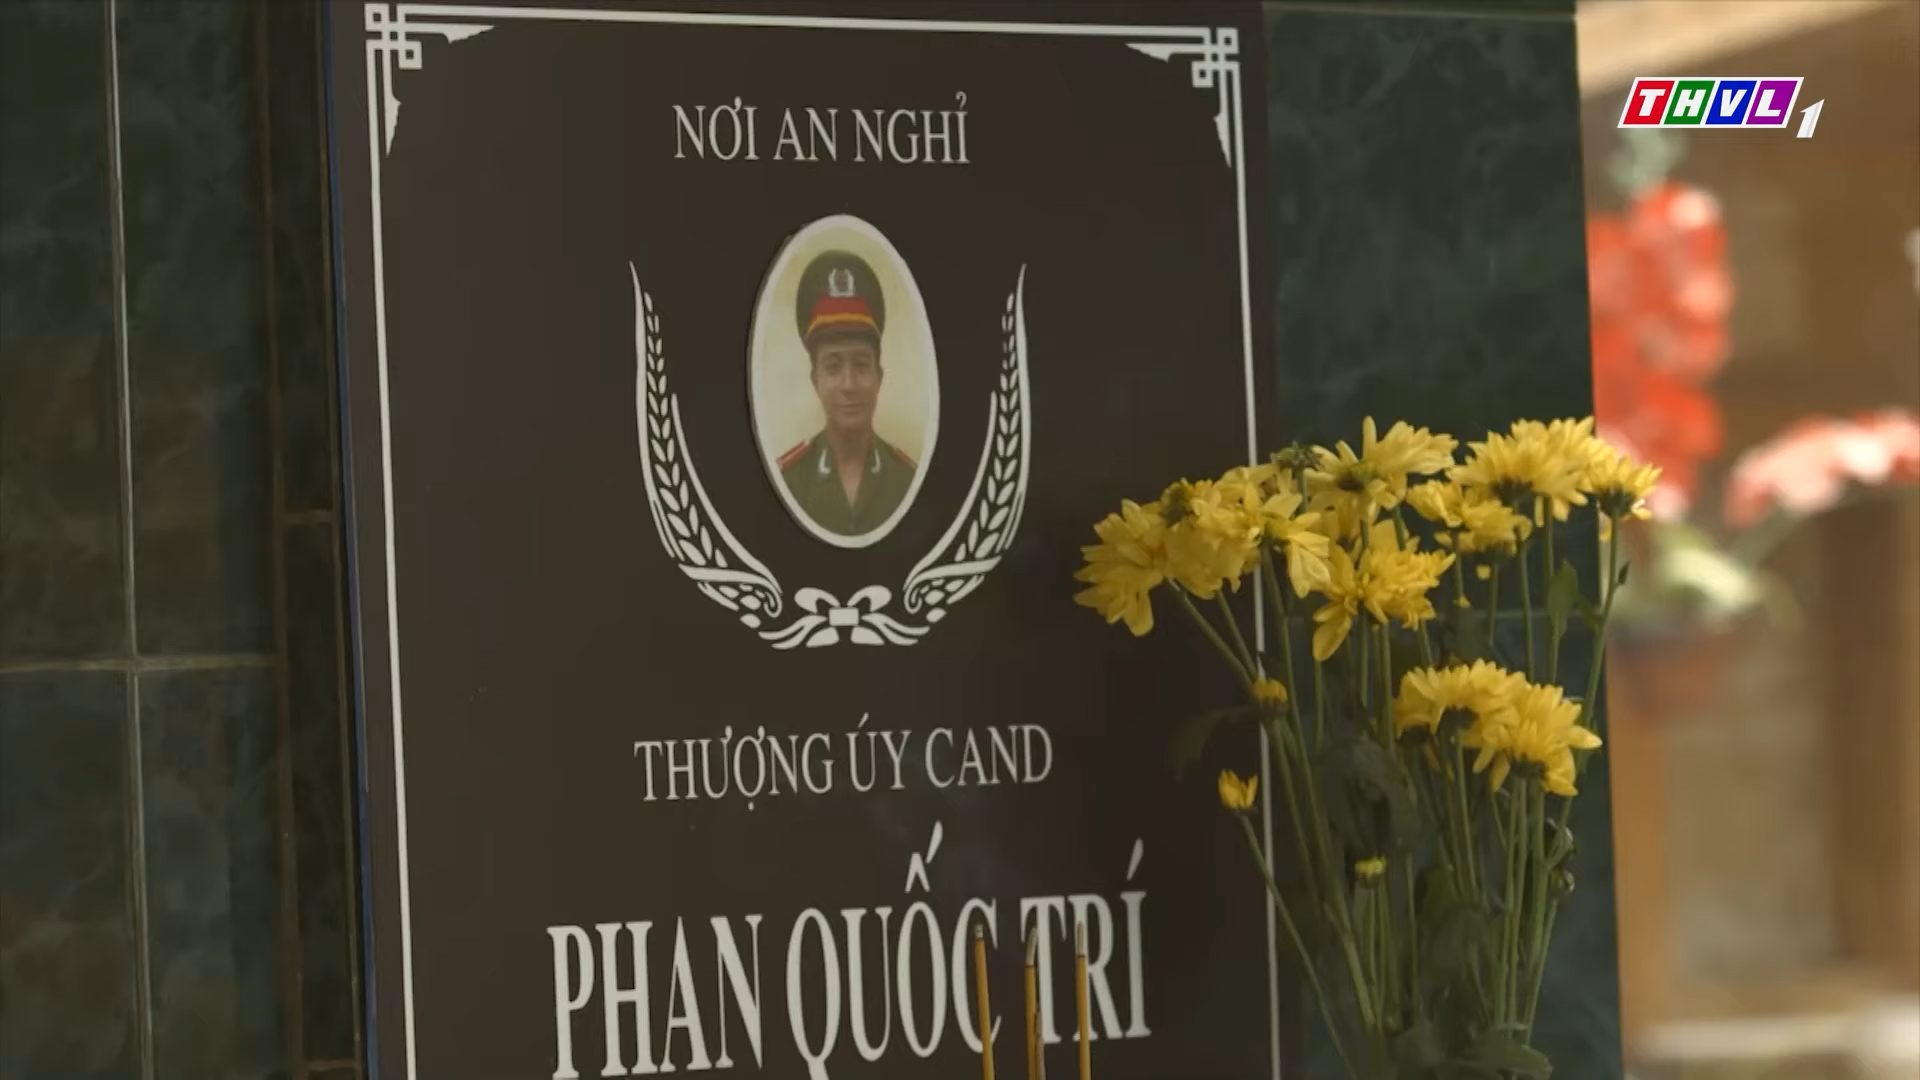 THVL1
NƠI AN NGHỈ
THƯỢNG ÚY CAND
PHAN QUỐC TRÍ